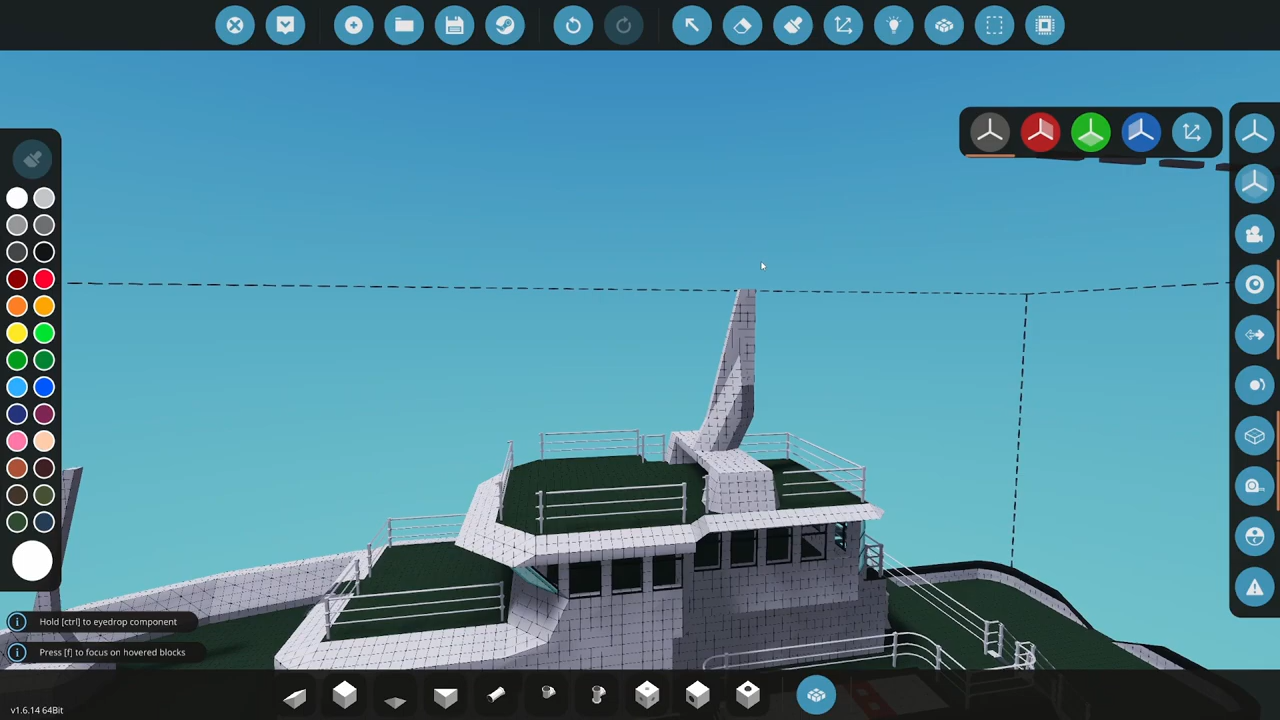 Hold [ctrl] to eyedrop component
Press [f] to focus on hovered blocks
v1.6.14 64Bit